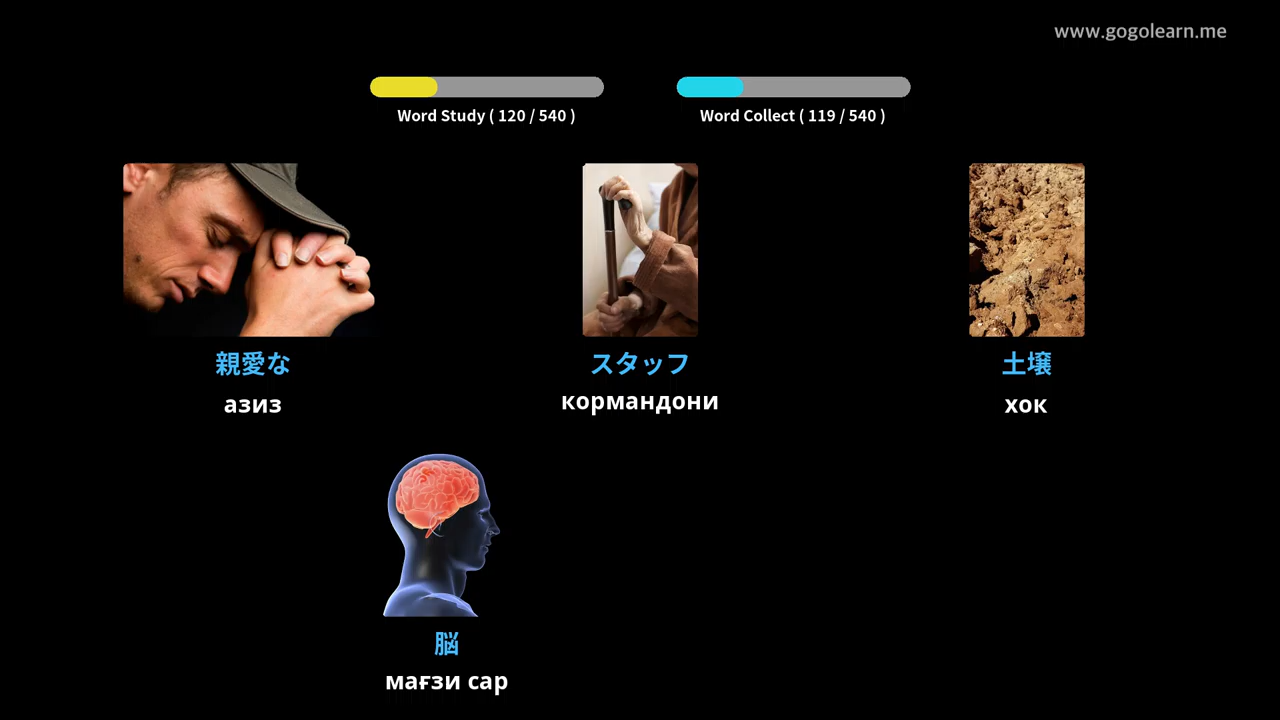 www.gogolearn.me
Word Study ( 120 / 540 )
Word Collect ( 119 / 540 )
親愛な
スタッフ
土壌
азиз
кормандони
хок
脳
мағзи сар